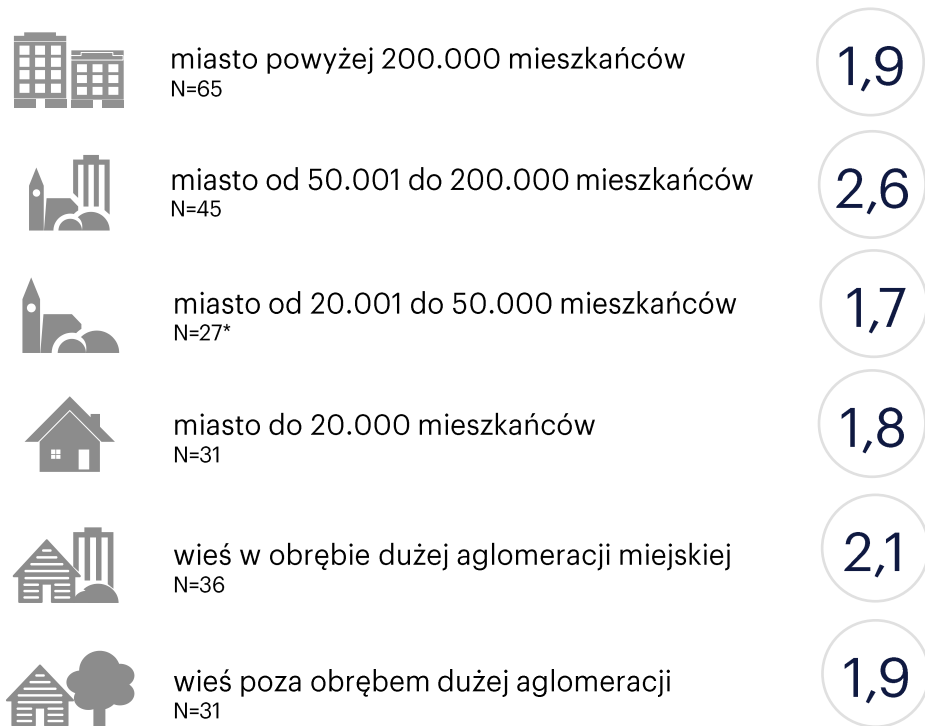 miasto powyżej 200.000 mieszkańców
N=65
1,9
miasto od 50.001 do 200.000 mieszkańców
N=45
2,6
miasto od 20.001 do 50.000 mieszkańców
N=27*
1,7
miasto do 20.000 mieszkańców
N=31
1,8
wieś w obrębie dużej aglomeracji miejskiej
N=36
2,1
wieś poza obrębem dużej aglomeracji
N=31
1,9